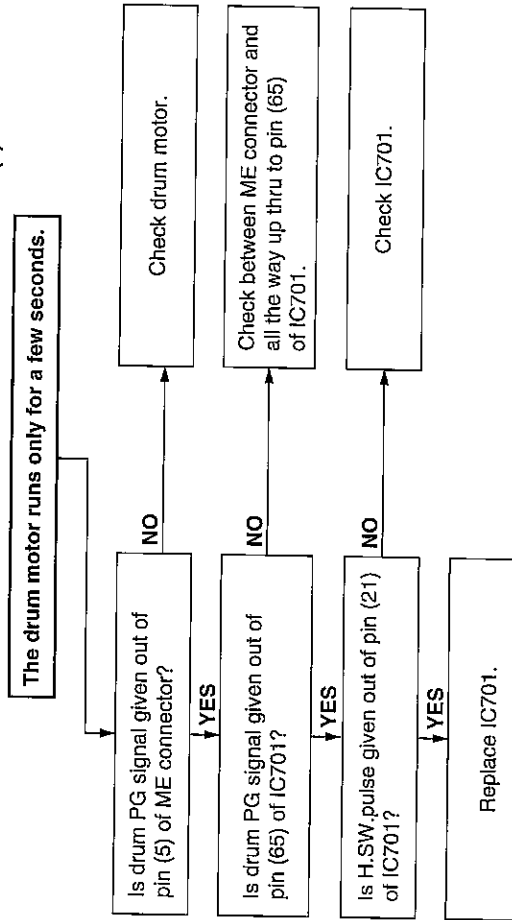 The drum motor runs only for a few seconds.
Is drum PG signal given out of
pin (5) of ME connector?
NO
Check drum motor.
YES
Is drum PG signal given out of
pin (65) of IC701?
NO
Check between ME connector and
all the way up thru to pin (65)
of IC701.
YES
Is H.SW.pulse given out of pin (21)
of IC701?
NO
Check IC701.
YES
Replace IC701.